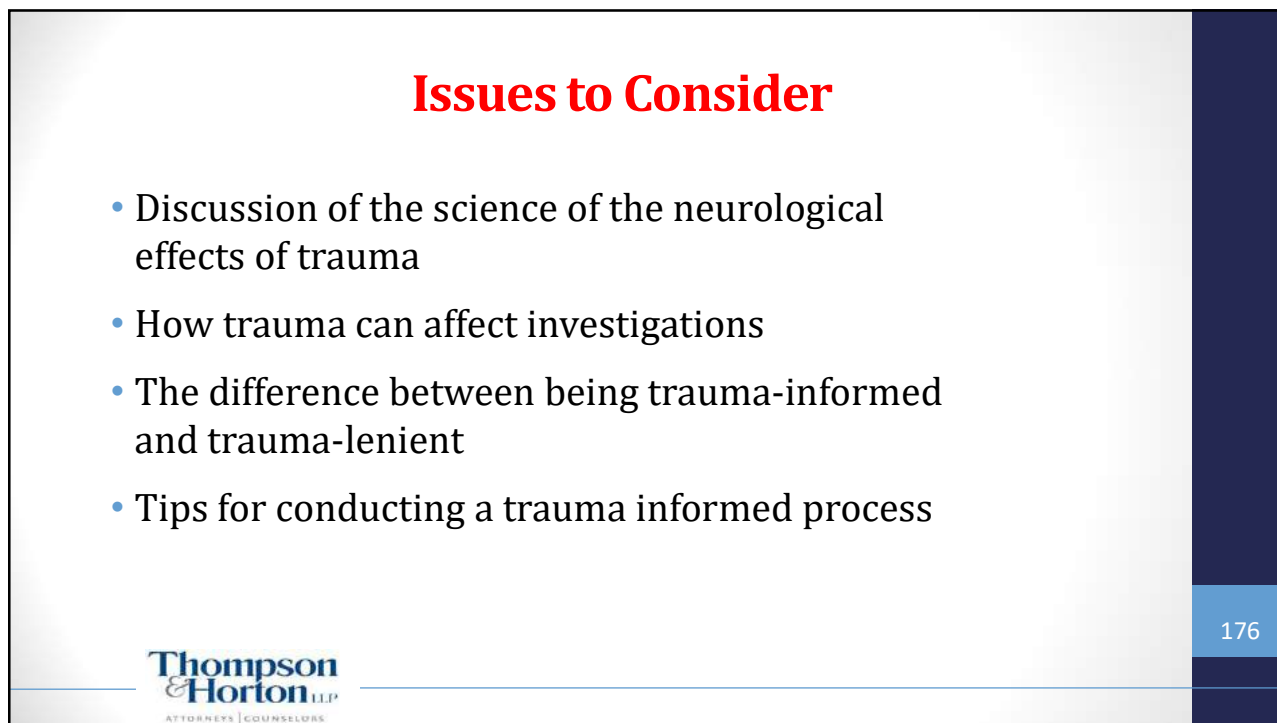 Issues to Consider
• Discussion of the science of the neurological
effects of trauma
• How trauma can affect investigations
• The difference between being trauma-informed
and trauma-lenient
• Tips for conducting a trauma informed process
176
Thompson
& Horton LLP
ATTORNEYS | COUNSELORS